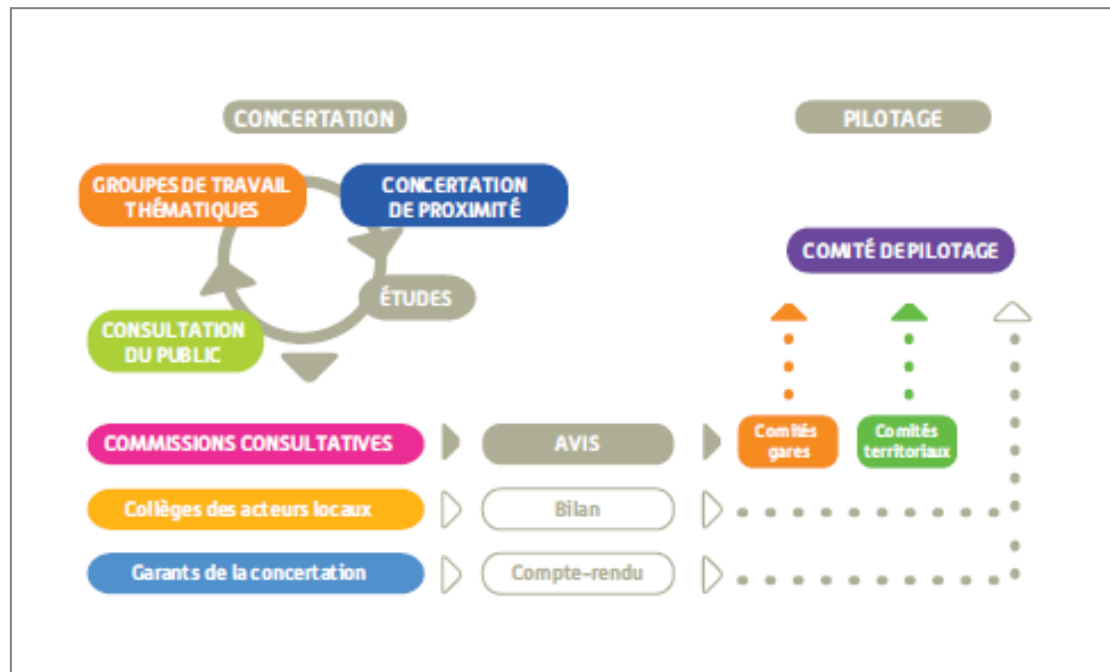 CONCERTATION
PILOTAGE
GROUPES DE TRAVAIL
THÉMATIQUES
CONCERTATION
DE PROXIMITÉ
COMITÉ DE PILOTAGE
ÉTUDES
CONSULTATION
DU PUBLIC
COMMISSIONS CONSULTATIVES
AVIS
Comités
gares
Comités
territoriaux
Collèges des acteurs locaux
Bilan
Garants de la concertation
Compte-rendu